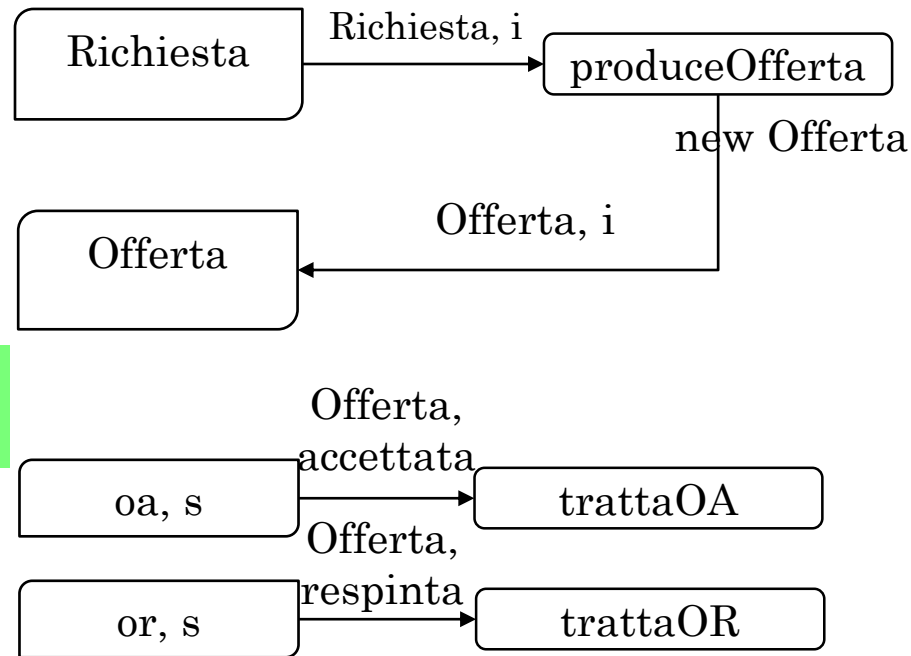 Richiesta
Richiesta, i
produceOfferta
new Offerta
Offerta, i
Offerta
Offerta,
accettata
oa, s
trattaOA
Offerta,
respinta
or, s
trattaOR